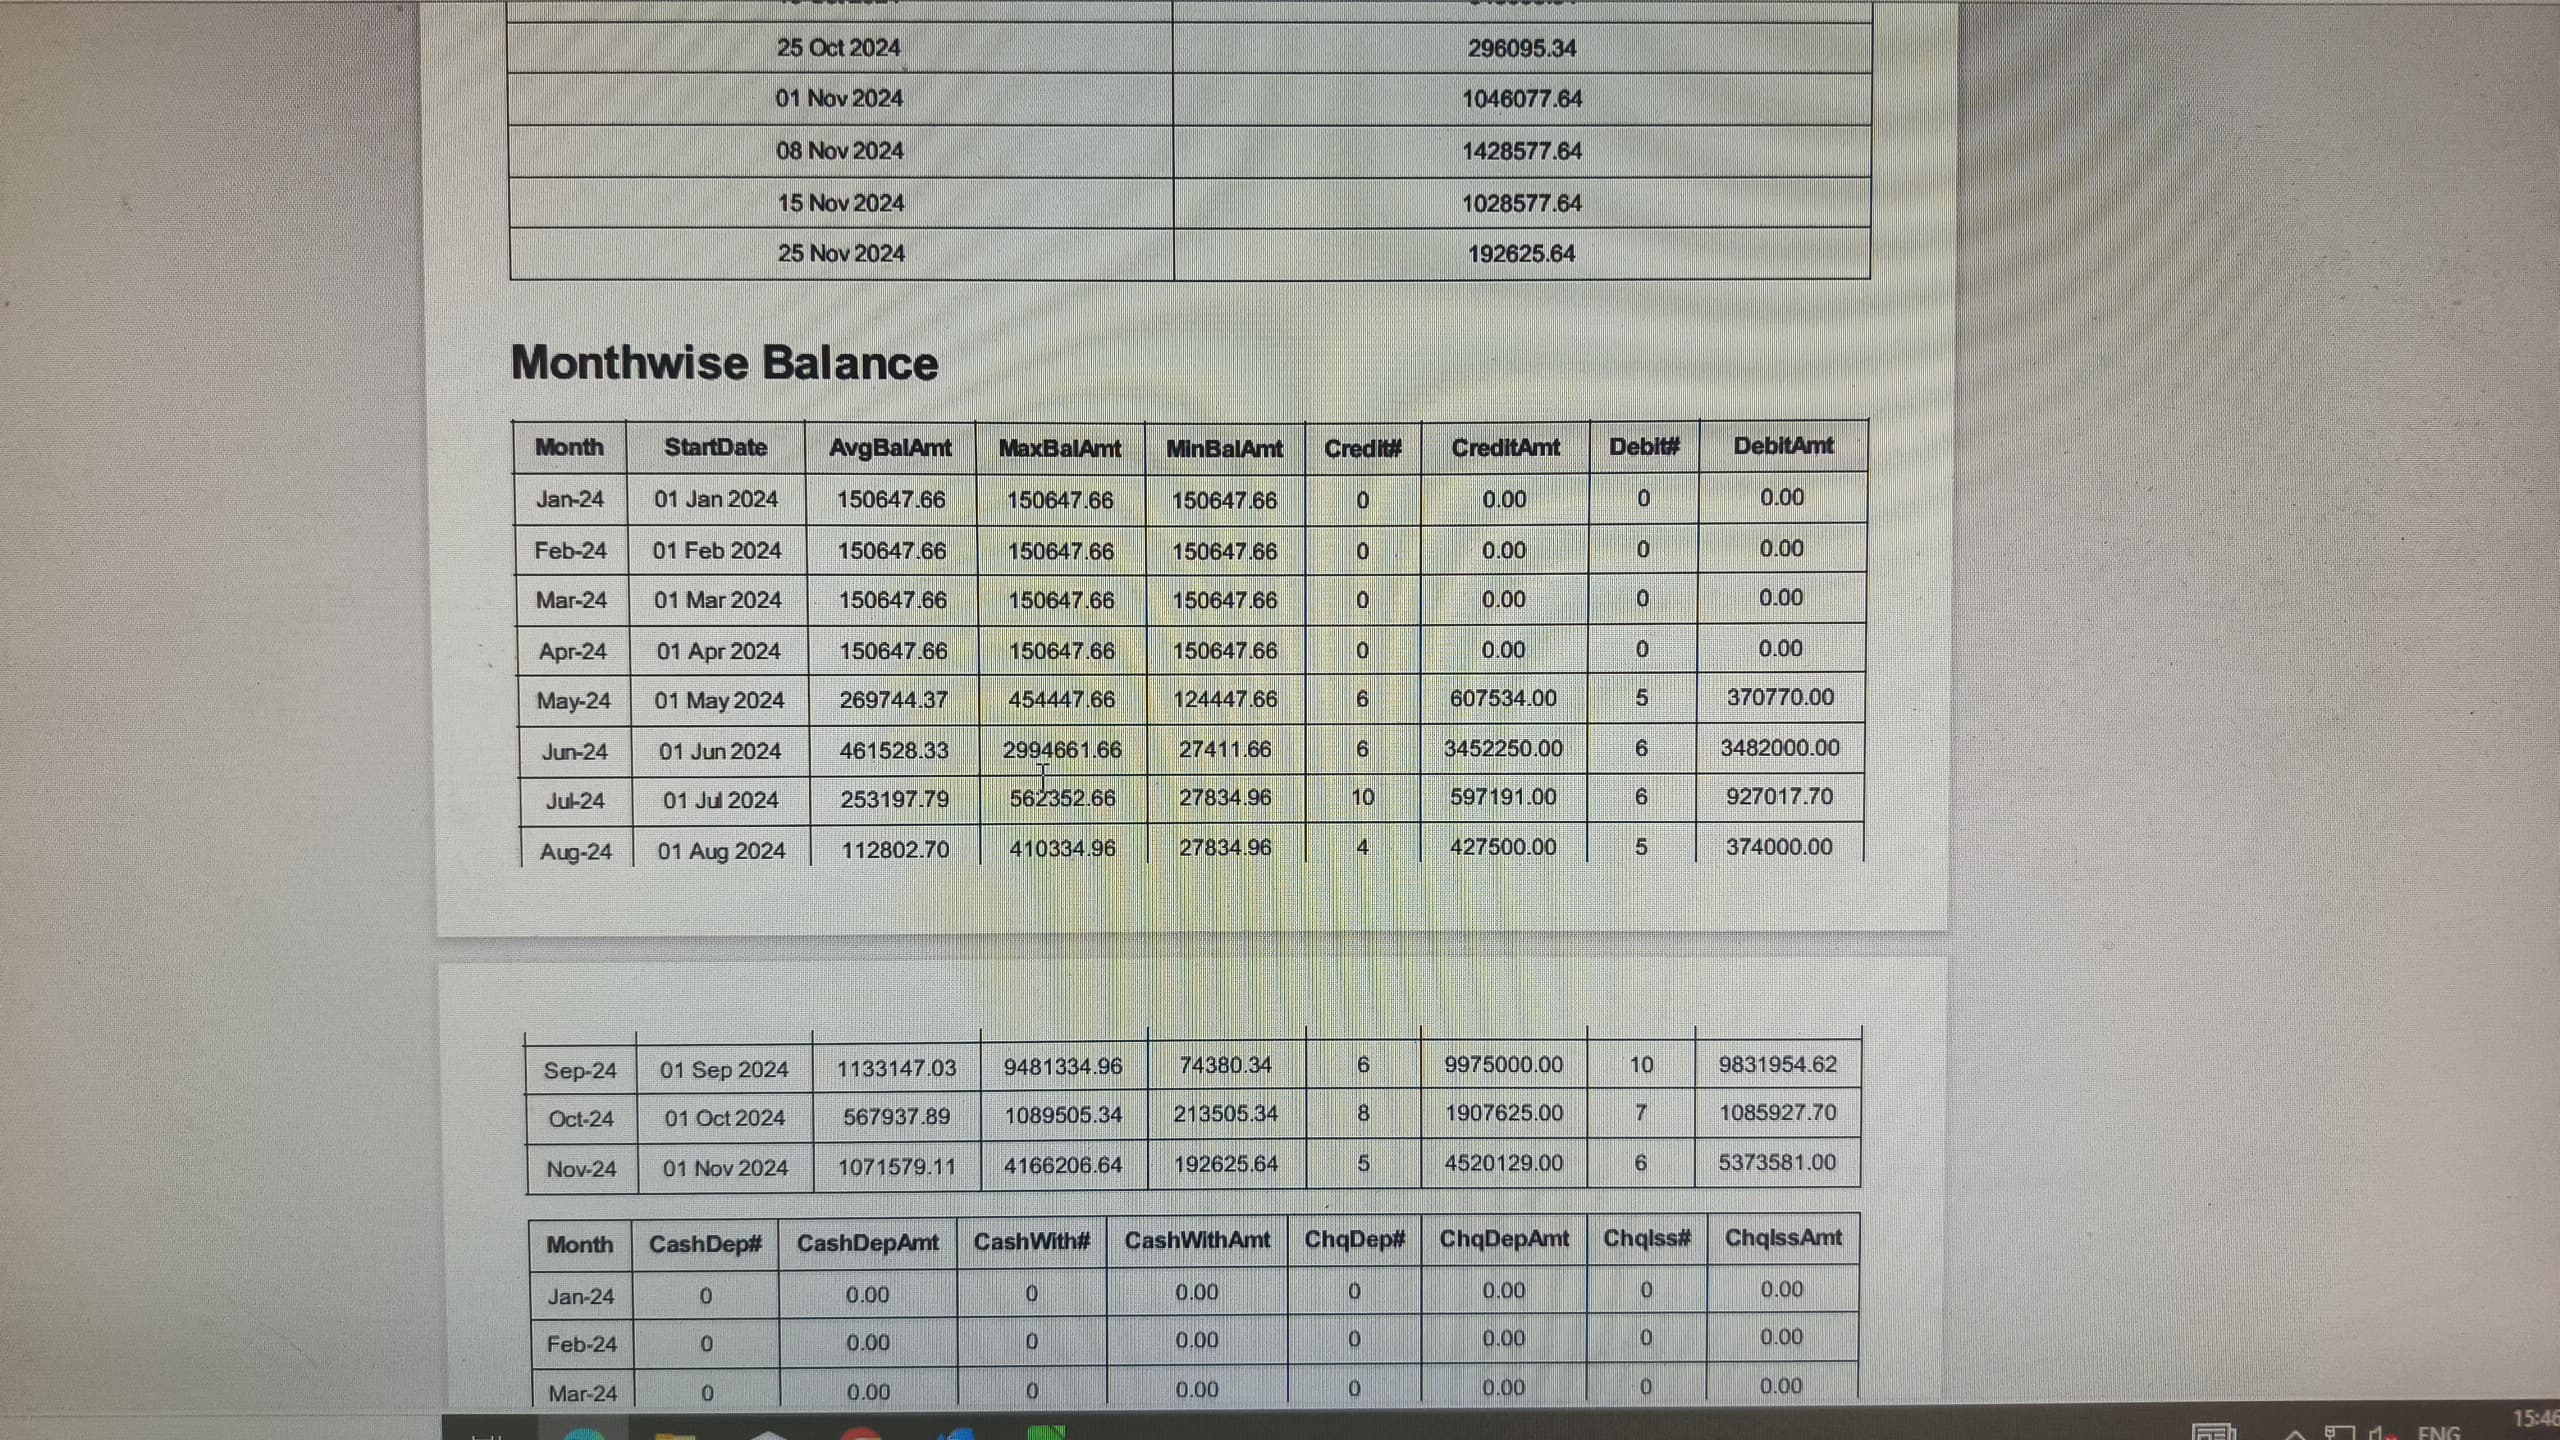 25 Oct 2024 296095.34
01 Nov 2024 1046077.64
08 Nov 2024 1428577.64
15 Nov 2024 1028577.64
25 Nov 2024 192625.64
Monthwise Balance
Month StartDate AvgBalAmt MaxBalAmt MinBalAmt Credit# CreditAmt Debit# DebitAmt
Jan-24 01 Jan 2024 150647.66 150647.66 150647.66 0 0.00 0 0.00
Feb-24 01 Feb 2024 150647.66 150647.66 150647.66 0 0.00 0 0.00
Mar-24 01 Mar 2024 150647.66 150647.66 150647.66 0 0.00 0 0.00
Apr-24 01 Apr 2024 150647.66 150647.66 150647.66 0 0.00 0 0.00
May-24 01 May 2024 269744.37 454447.66 124447.66 6 607534.00 5 370770.00
Jun-24 01 Jun 2024 461528.33 2994661.66 27411.66 6 3452250.00 6 3482000.00
Jul-24 01 Jul 2024 253197.79 562352.66 27834.96 10 597191.00 6 927017.70
Aug-24 01 Aug 2024 112802.70 410334.96 27834.96 4 427500.00 5 374000.00
Sep-24 01 Sep 2024 1133147.03 9481334.96 74380.34 6 9975000.00 10 9831954.62
Oct-24 01 Oct 2024 567937.89 1089505.34 213505.34 8 1907625.00 7 1085927.70
Nov-24 01 Nov 2024 1071579.11 4166206.64 192625.64 5 4520129.00 6 5373581.00
Month CashDep# CashDepAmt CashWith# CashWithAmt ChqDep# ChqDepAmt ChqIss# ChqIssAmt
Jan-24 0 0.00 0 0.00 0 0.00 0 0.00
Feb-24 0 0.00 0 0.00 0 0.00 0 0.00
Mar-24 0 0.00 0 0.00 0 0.00 0 0.00
ENG 15:46